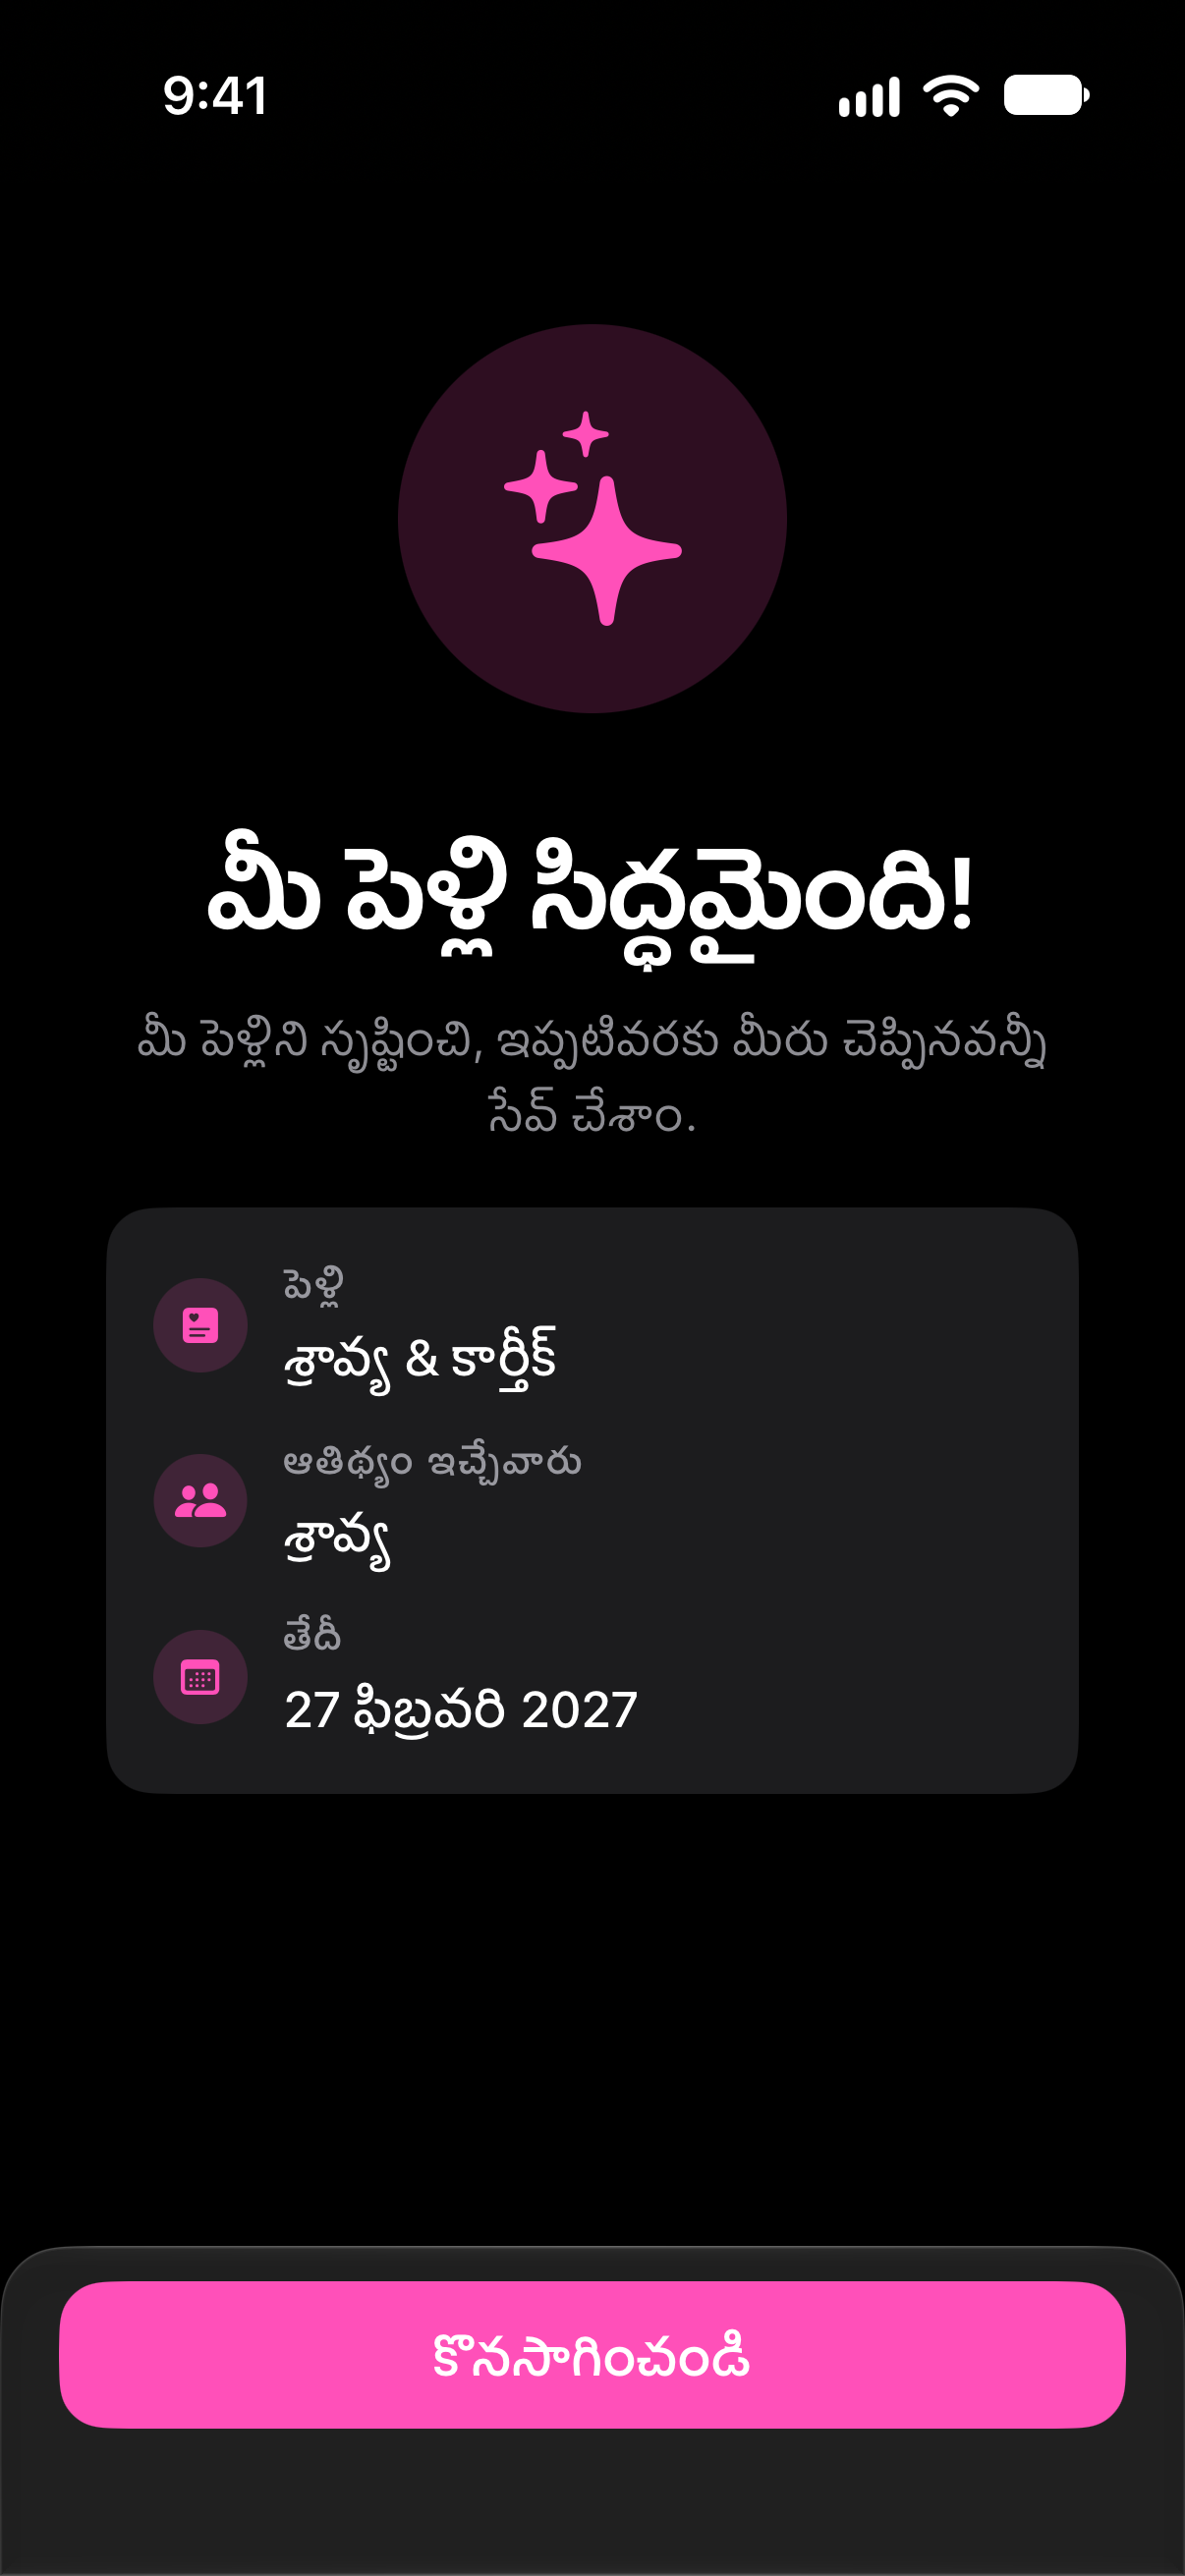 9:41
మీ పెళ్లి సిద్ధమైంది!
మీ పెళ్లిని సృష్టించి, ఇప్పటివరకు మీరు చెప్పినవన్నీ
సేవ్ చేశాం.
పెళ్లి
శ్రావ్య & కార్తీక్
ఆతిథ్యం ఇచ్చేవారు
శ్రావ్య
తేదీ
27 ఫిబ్రవరి 2027
కొనసాగించండి